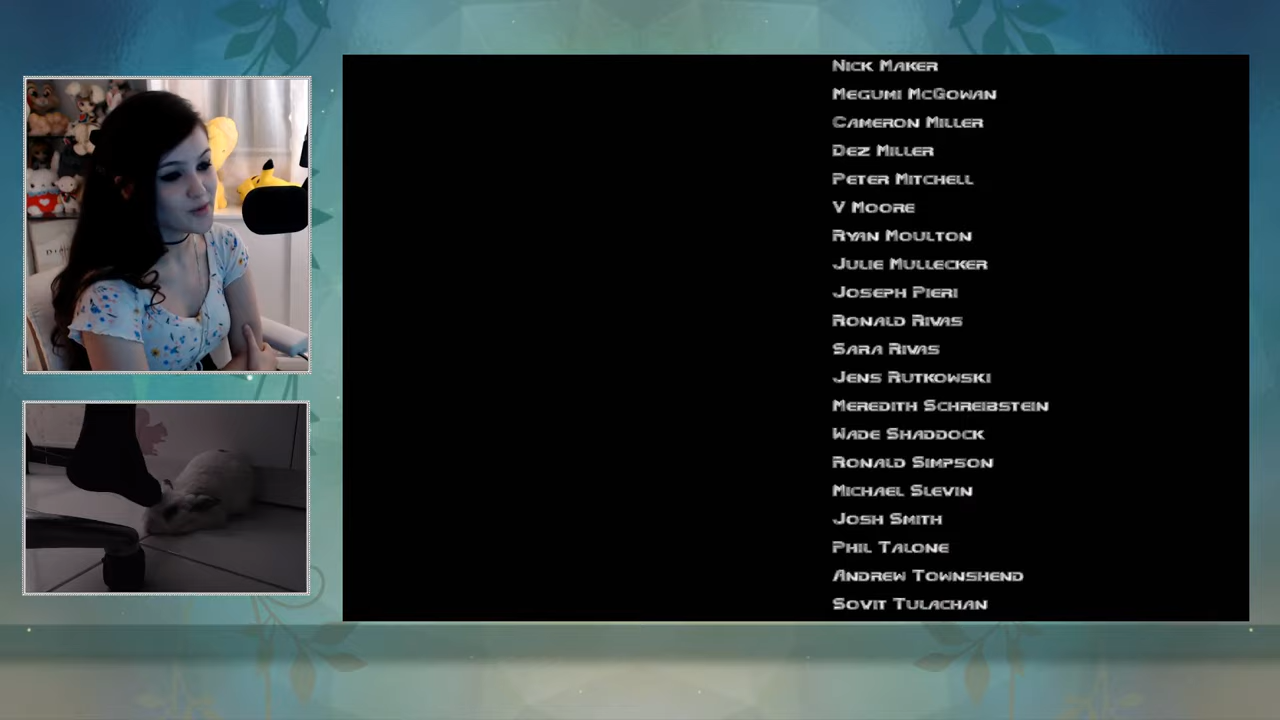 Nick Maker
Megumi McGowan
Cameron Miller
Dez Miller
Peter Mitchell
V Moore
Ryan Moulton
Julie Mullecker
Joseph Pieri
Ronald Rivas
Sara Rivas
Jens Rutkowski
Meredith Schreibstein
Wade Shaddock
Ronald Simpson
Michael Slevin
Josh Smith
Phil Talone
Andrew Townshend
Sovit Tulachan